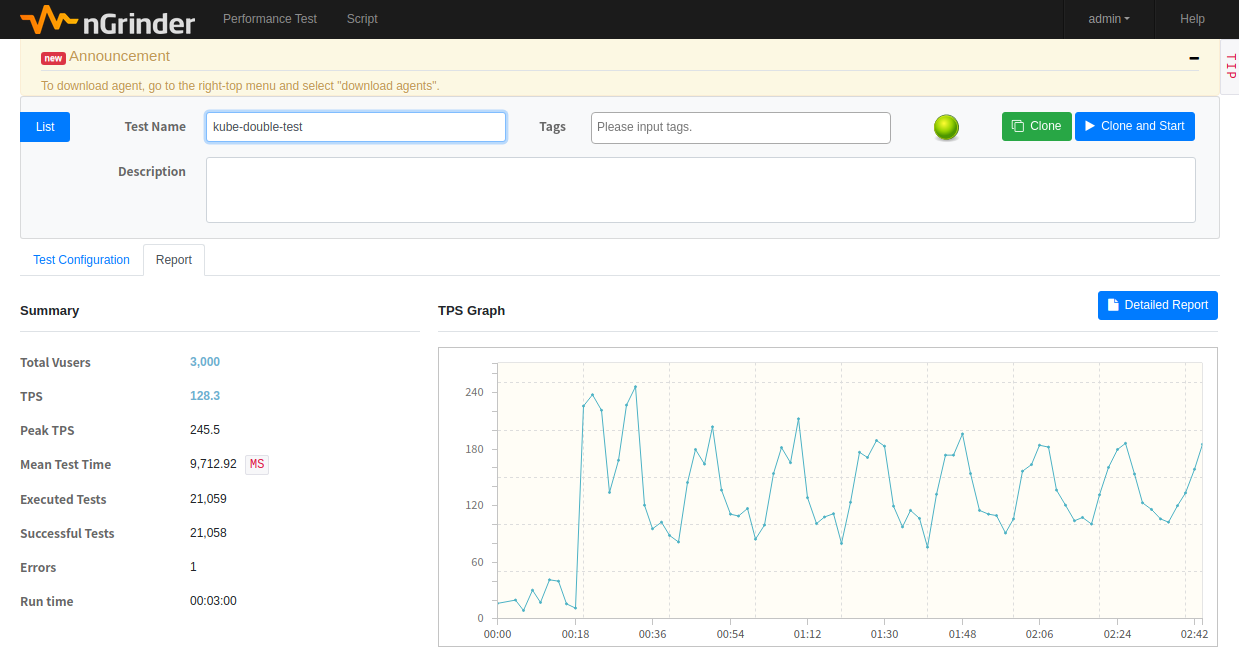 nGrinder Performance Test Script admin Help
new Announcement
To download agent, go to the right-top menu and select "download agents".
TIP
List Test Name kube-double-test Tags Please input tags. Clone Clone and Start
Description
Test Configuration Report
Summary
Total Vusers 3,000
TPS 128.3
Peak TPS 245.5
Mean Test Time 9,712.92 MS
Executed Tests 21,059
Successful Tests 21,058
Errors 1
Run time 00:03:00
TPS Graph Detailed Report
240
180
120
60
0
00:00 00:18 00:36 00:54 01:12 01:30 01:48 02:06 02:24 02:42